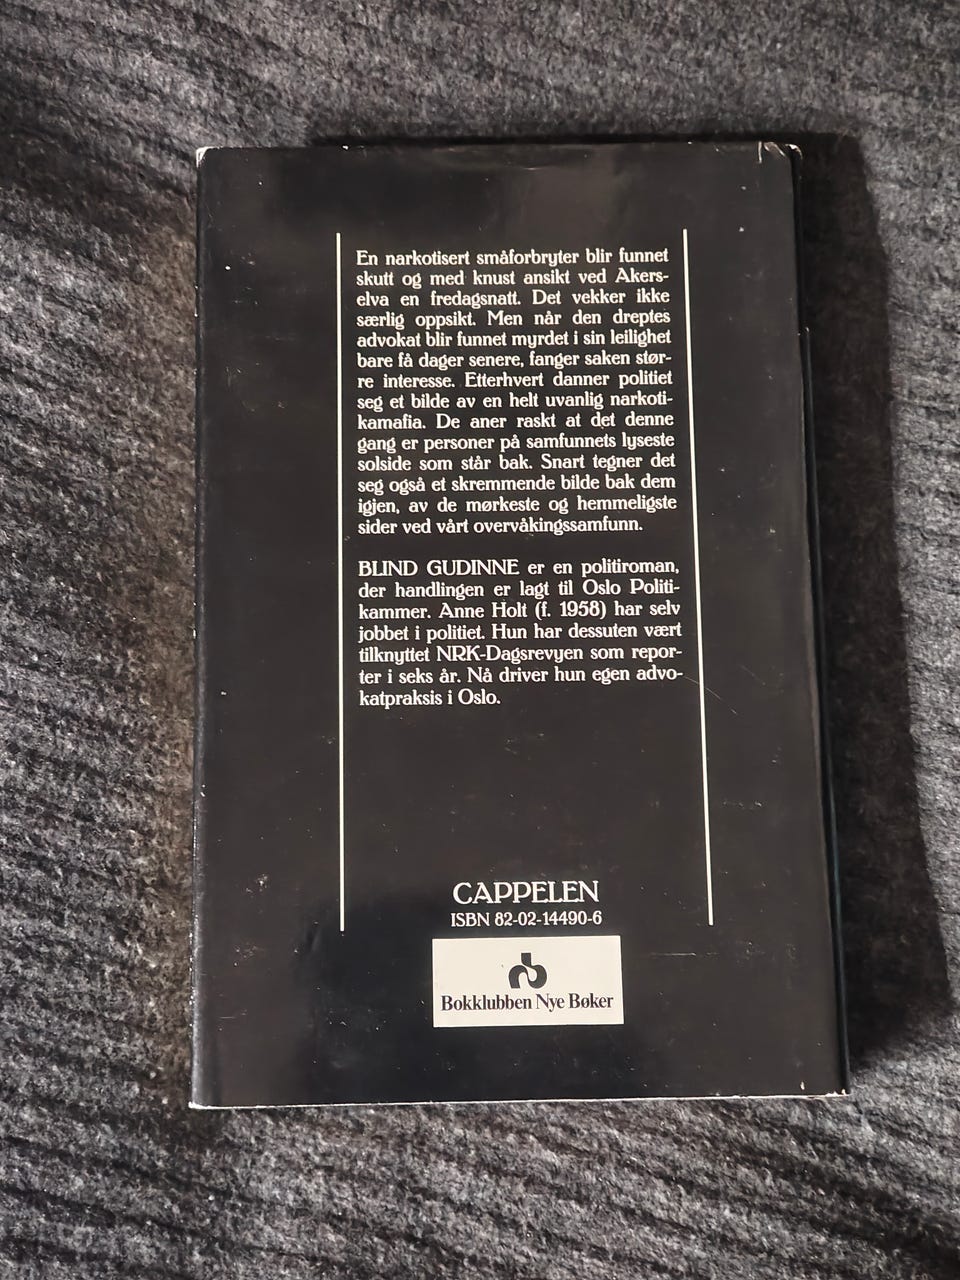 En narkotisert småforbryter blir funnet
skutt og med knust ansikt ved Akers-
elva en fredagsnatt. Det vekker ikke
særlig oppsikt. Men når den dreptes
advokat blir funnet myrdet i sin leilighet
bare få dager senere, fanger saken stør-
re interesse. Etterhvert danner politiet
seg et bilde av en helt uvanlig narkoti-
kamafia. De aner raskt at det denne
gang er personer på samfunnets lyseste
solside som står bak. Snart tegner det
seg også et skremmende bilde bak dem
igjen, av de mørkeste og hemmeligste
sider ved vårt overvåkingssamfunn.
BLIND GUDINNE er en politiroman,
der handlingen er lagt til Oslo Politi-
kammer. Anne Holt (f. 1958) har selv
jobbet i politiet. Hun har dessuten vært
tilknyttet NRK-Dagsrevyen som repor-
ter i seks år. Nå driver hun egen advo-
katpraksis i Oslo.
CAPPELEN
ISBN 82-02-14490-6
Bokklubben Nye Bøker